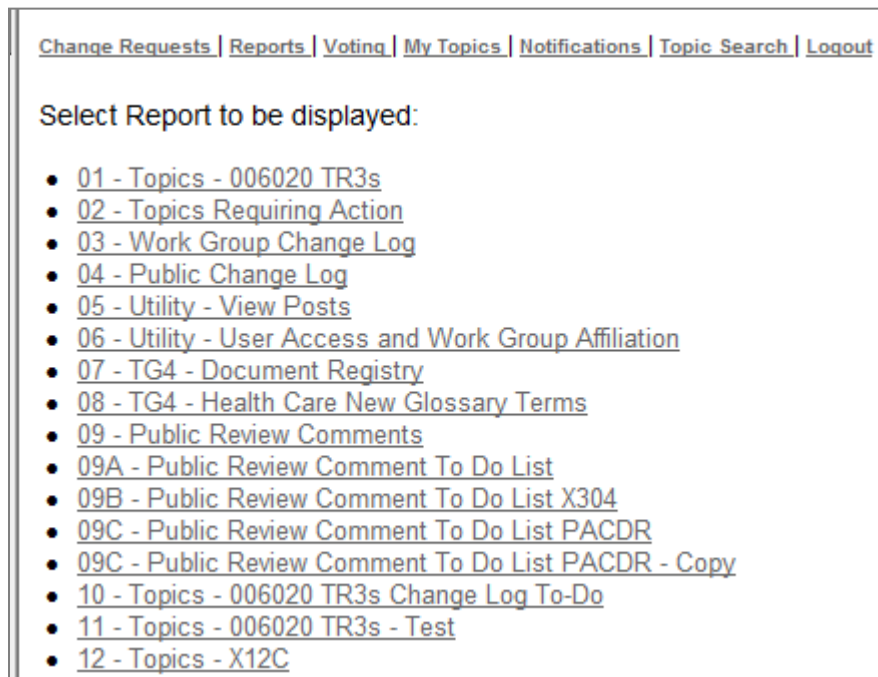 Change Requests | Reports | Voting | My Topics | Notifications | Topic Search | Logout
Select Report to be displayed:
• 01 - Topics - 006020 TR3s
• 02 - Topics Requiring Action
• 03 - Work Group Change Log
• 04 - Public Change Log
• 05 - Utility - View Posts
• 06 - Utility - User Access and Work Group Affiliation
• 07 - TG4 - Document Registry
• 08 - TG4 - Health Care New Glossary Terms
• 09 - Public Review Comments
• 09A - Public Review Comment To Do List
• 09B - Public Review Comment To Do List X304
• 09C - Public Review Comment To Do List PACDR
• 09C - Public Review Comment To Do List PACDR - Copy
• 10 - Topics - 006020 TR3s Change Log To-Do
• 11 - Topics - 006020 TR3s - Test
• 12 - Topics - X12C